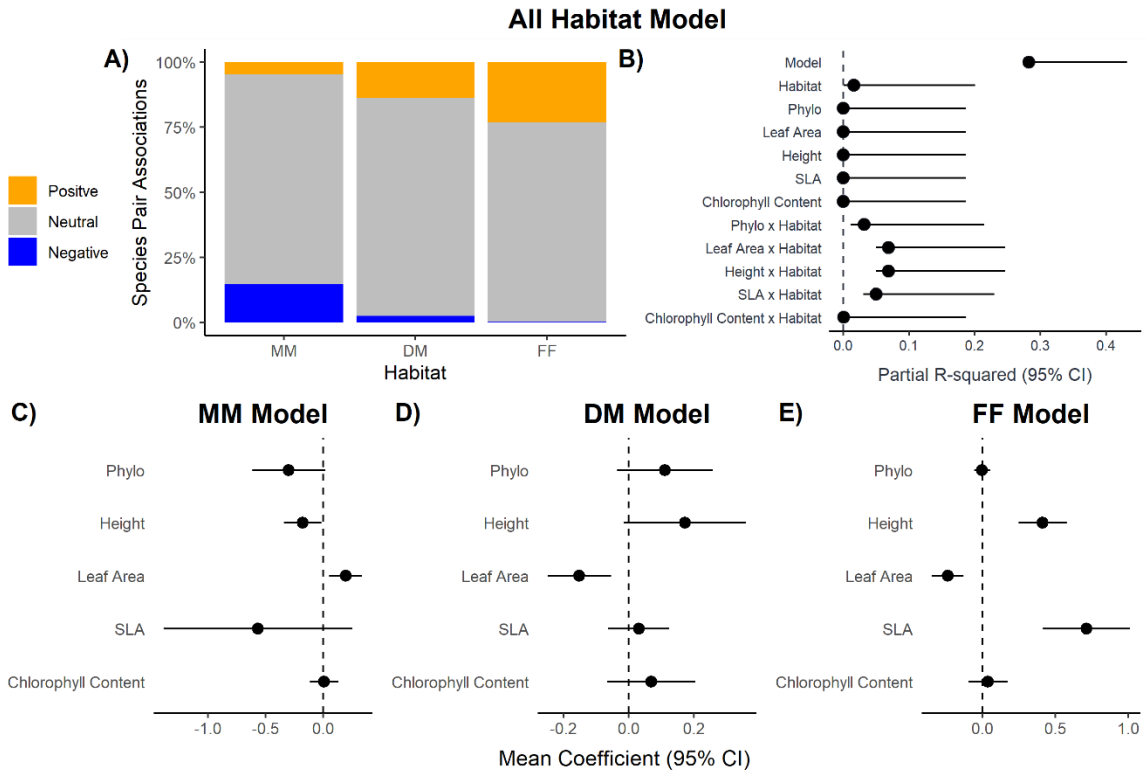 All Habitat Model
A)
100%
75%
50%
25%
0%
Species Pair Associations
MM
DM
FF
Habitat
Positve
Neutral
Negative
B)
Model
Habitat
Phylo
Leaf Area
Height
SLA
Chlorophyll Content
Phylo x Habitat
Leaf Area x Habitat
Height x Habitat
SLA x Habitat
Chlorophyll Content x Habitat
0.0 0.1 0.2 0.3 0.4
Partial R-squared (95% CI)
C) MM Model
Phylo
Height
Leaf Area
SLA
Chlorophyll Content
-1.0 -0.5 0.0
D) DM Model
Phylo
Height
Leaf Area
SLA
Chlorophyll Content
-0.2 0.0 0.2
E) FF Model
Phylo
Height
Leaf Area
SLA
Chlorophyll Content
0.0 0.5 1.0
Mean Coefficient (95% CI)